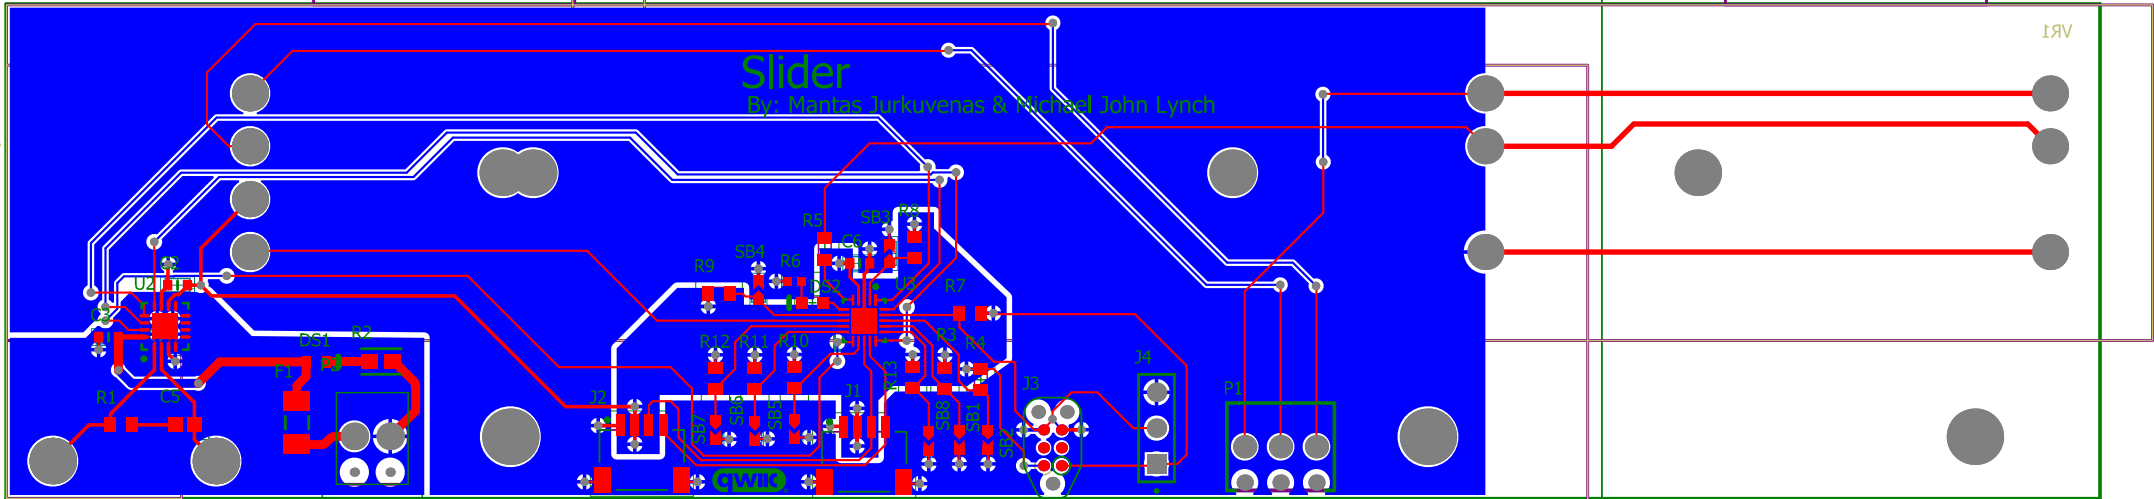 VR1
Slider
By: Mantas Jurkuvenas & Michael John Lynch
R5
SB3
R8
C6
SB4
R6
R9
DS2
U3
R7
U2
C3
DS1
R2
F1
R12
R11
R10
R3
R4
R13
J4
R1
C5
J2
J1
J3
P1
SB7
SB6
SB5
SB8
SB1
SB2
qwiic